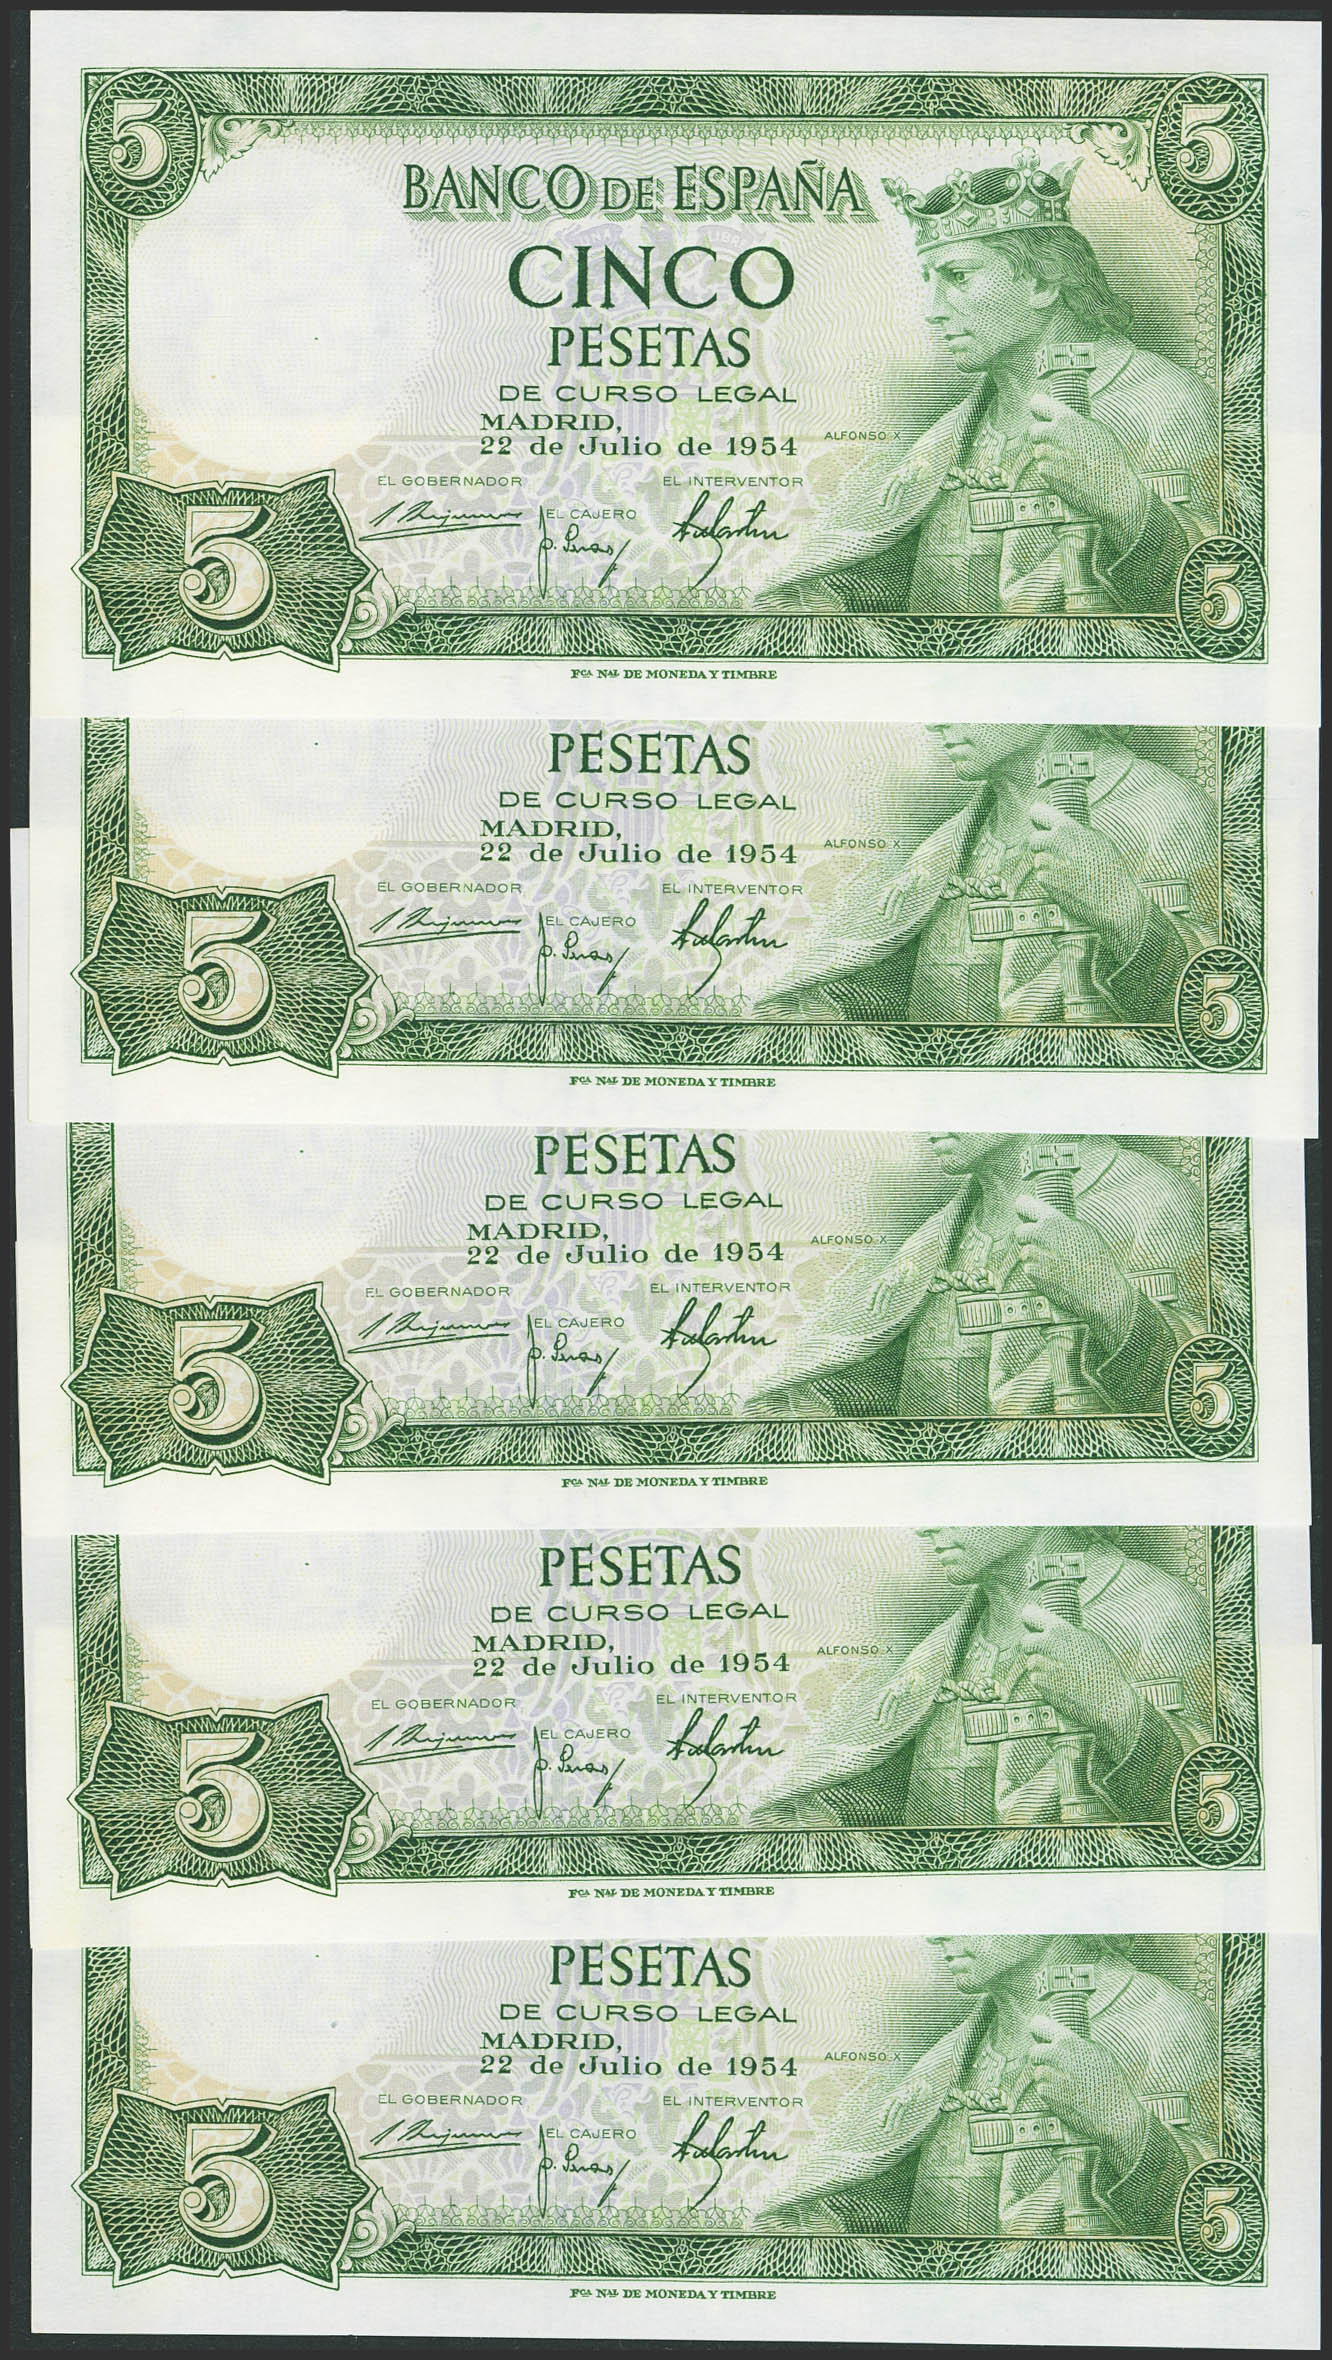 5 5
BANCO DE ESPAÑA
CINCO
PESETAS
DE CURSO LEGAL
MADRID,
22 de Julio de 1954
ALFONSO X
EL GOBERNADOR EL INTERVENTOR
EL CAJERO
5 5
Fca Nal DE MONEDA Y TIMBRE
PESETAS
DE CURSO LEGAL
MADRID,
22 de Julio de 1954
ALFONSO X
EL GOBERNADOR EL INTERVENTOR
EL CAJERO
5 5
Fca Nal DE MONEDA Y TIMBRE
PESETAS
DE CURSO LEGAL
MADRID,
22 de Julio de 1954
ALFONSO X
EL GOBERNADOR EL INTERVENTOR
EL CAJERO
5 5
Fca Nal DE MONEDA Y TIMBRE
PESETAS
DE CURSO LEGAL
MADRID,
22 de Julio de 1954
ALFONSO X
EL GOBERNADOR EL INTERVENTOR
EL CAJERO
5 5
Fca Nal DE MONEDA Y TIMBRE
PESETAS
DE CURSO LEGAL
MADRID,
22 de Julio de 1954
ALFONSO X
EL GOBERNADOR EL INTERVENTOR
EL CAJERO
5 5
Fca Nal DE MONEDA Y TIMBRE